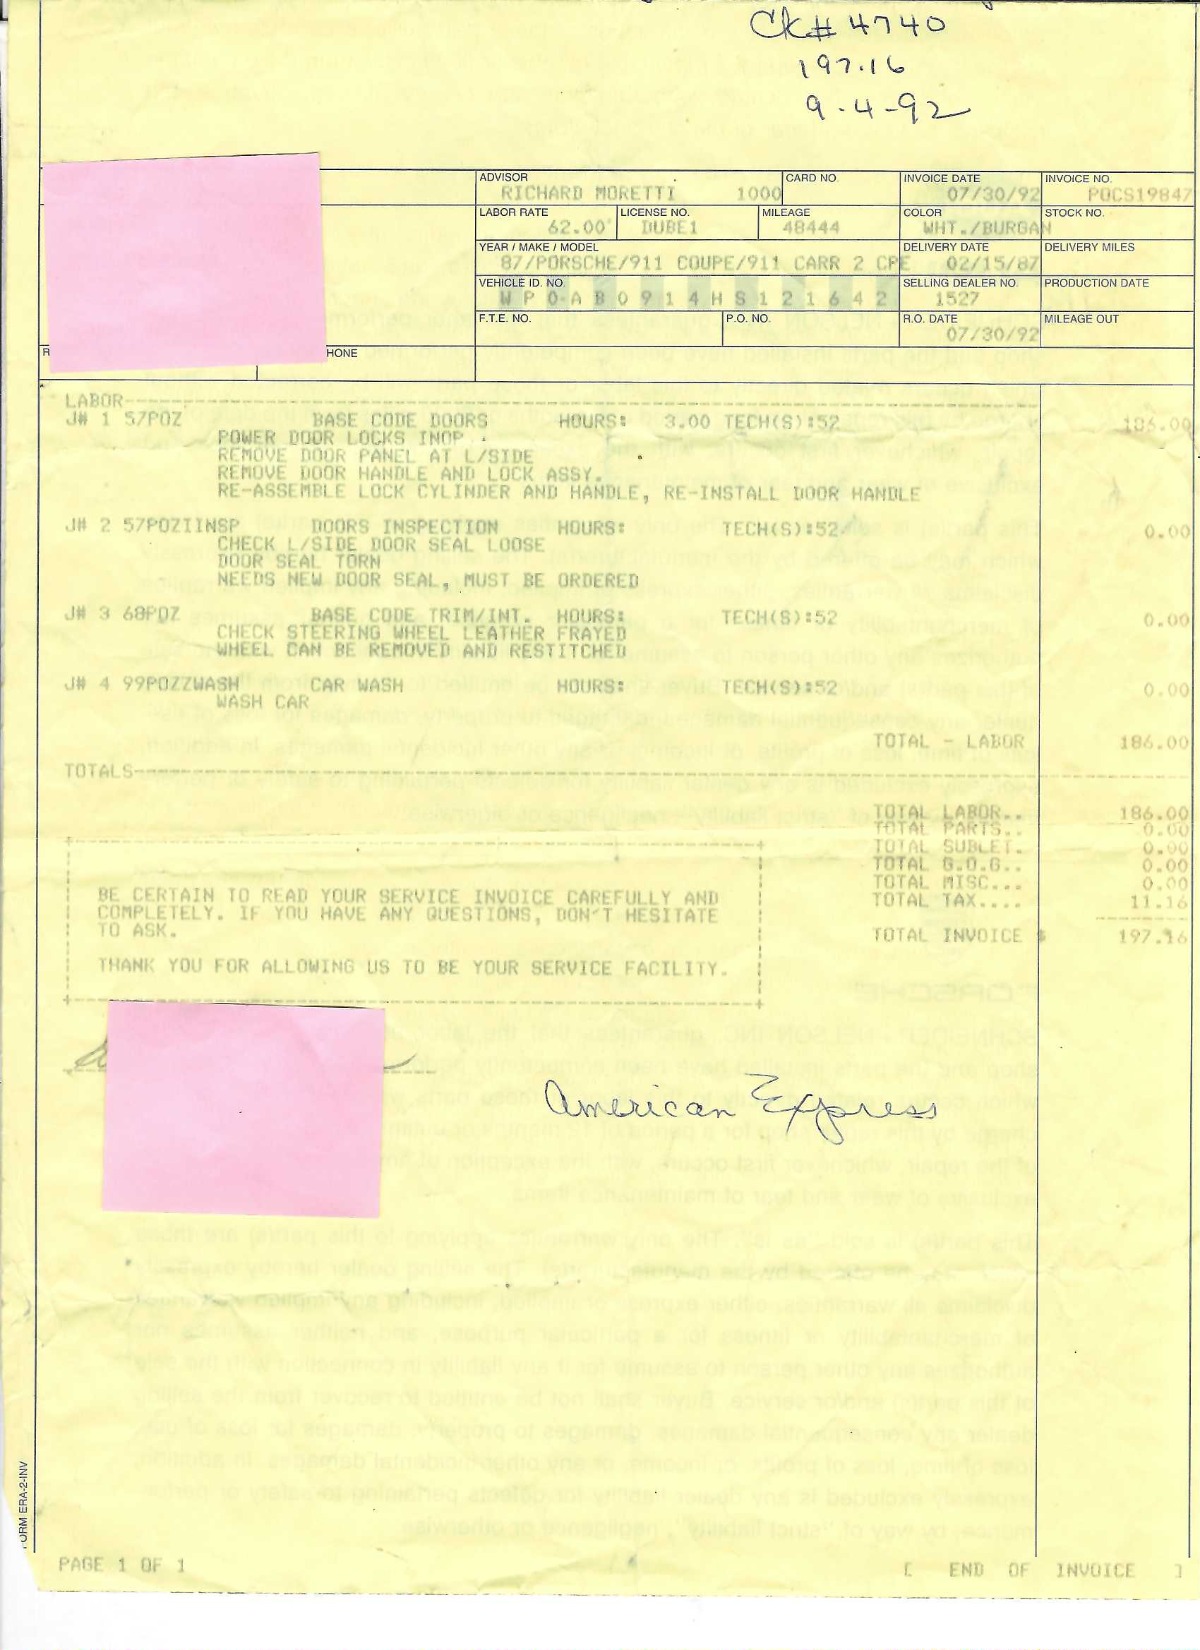 Ck# 4740
197.16
9-4-92
ADVISOR CARD NO. INVOICE DATE INVOICE NO.
RICHARD MORETTI 1000 07/30/92 POCS19847
LABOR RATE LICENSE NO. MILEAGE COLOR STOCK NO.
62.00 DUBE1 48444 WHT./BURGAN
YEAR / MAKE / MODEL DELIVERY DATE DELIVERY MILES
87/PORSCHE/911 COUPE/911 CARR 2 CPE 02/15/87
VEHICLE ID. NO. SELLING DEALER NO. PRODUCTION DATE
W P 0 A B 0 9 1 4 H S 1 2 1 6 4 2 1527
F.T.E. NO. P.O. NO. R.O. DATE MILEAGE OUT
07/30/92
HONE
LABOR
J# 1 57POZ BASE CODE DOORS HOURS: 3.00 TECH(S):52 186.00
POWER DOOR LOCKS INOP
REMOVE DOOR PANEL AT L/SIDE
REMOVE DOOR HANDLE AND LOCK ASSY.
RE-ASSEMBLE LOCK CYLINDER AND HANDLE, RE-INSTALL DOOR HANDLE
J# 2 57POZIINSP DOORS INSPECTION HOURS: TECH(S):52 0.00
CHECK L/SIDE DOOR SEAL LOOSE
DOOR SEAL TORN
NEEDS NEW DOOR SEAL, MUST BE ORDERED
J# 3 68POZ BASE CODE TRIM/INT. HOURS: TECH(S):52 0.00
CHECK STEERING WHEEL LEATHER FRAYED
WHEEL CAN BE REMOVED AND RESTITCHED
J# 4 99POZZWASH CAR WASH HOURS: TECH(S):52 0.00
WASH CAR
TOTAL - LABOR 186.00
TOTALS
TOTAL LABOR.. 186.00
TOTAL PARTS.. 0.00
TOTAL SUBLET. 0.00
TOTAL G.O.G.. 0.00
TOTAL MISC... 0.00
TOTAL TAX.... 11.16
TOTAL INVOICE $ 197.16
BE CERTAIN TO READ YOUR SERVICE INVOICE CAREFULLY AND
COMPLETELY. IF YOU HAVE ANY QUESTIONS, DON'T HESITATE
TO ASK.
THANK YOU FOR ALLOWING US TO BE YOUR SERVICE FACILITY.
American Express
FORM ERA-2-INV
PAGE 1 OF 1 [ END OF INVOICE ]